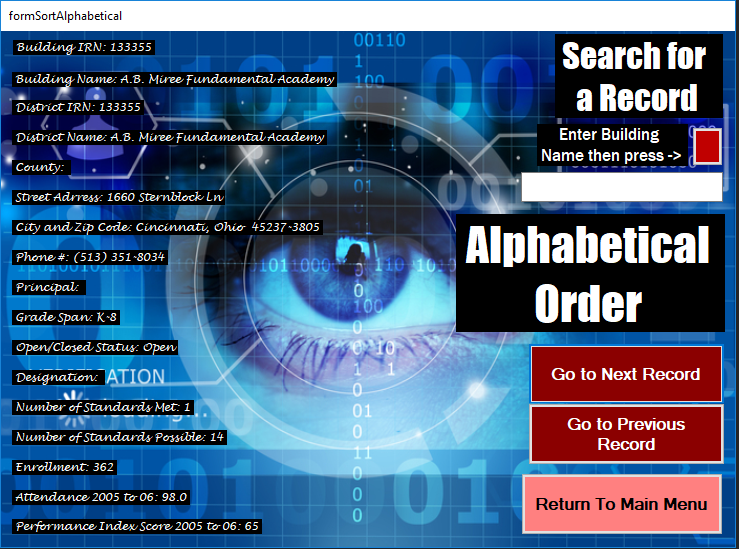 formSortAlphabetical
Building IRN: 133355
Building Name: A.B. Miree Fundamental Academy
District IRN: 133355
District Name: A.B. Miree Fundamental Academy
County:
Street Adrress: 1660 Sternblock Ln
City and Zip Code: Cincinnati, Ohio 45237-3805
Phone #: (513) 351-8034
Principal:
Grade Span: K-8
Open/Closed Status: Open
Designation:
Number of Standards Met: 1
Number of Standards Possible: 14
Enrollment: 362
Attendance 2005 to 06: 98.0
Performance Index Score 2005 to 06: 65
Search for
a Record
Enter Building
Name then press ->
Alphabetical
Order
Go to Next Record
Go to Previous
Record
Return To Main Menu